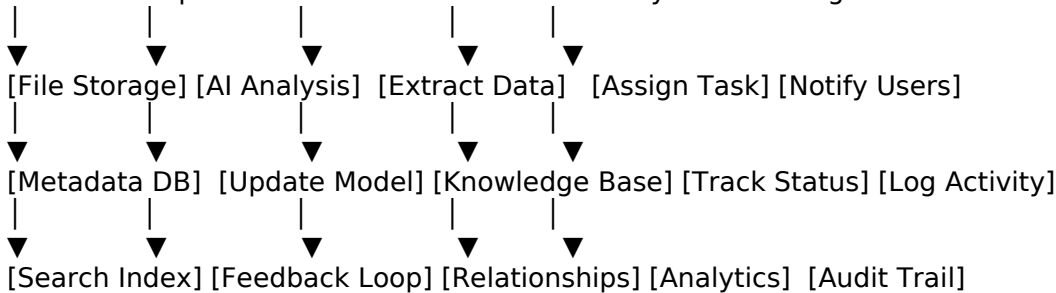 [File Storage] [AI Analysis] [Extract Data] [Assign Task] [Notify Users]
[Metadata DB] [Update Model] [Knowledge Base] [Track Status] [Log Activity]
[Search Index] [Feedback Loop] [Relationships] [Analytics] [Audit Trail]